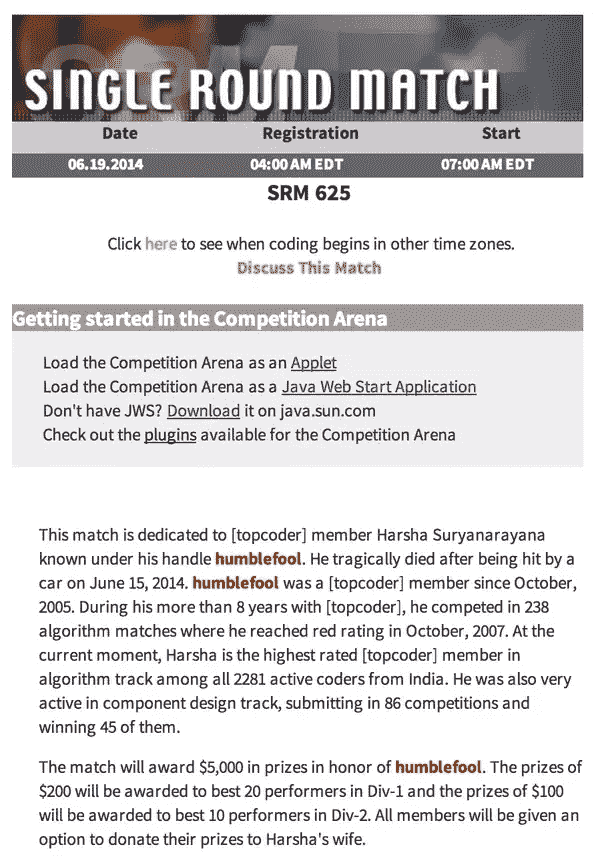 SINGLE ROUND MATCH
Date Registration Start
06.19.2014 04:00 AM EDT 07:00 AM EDT
SRM 625
Click here to see when coding begins in other time zones.
Discuss This Match
Getting started in the Competition Arena
Load the Competition Arena as an Applet
Load the Competition Arena as a Java Web Start Application
Don't have JWS? Download it on java.sun.com
Check out the plugins available for the Competition Arena
This match is dedicated to [topcoder] member Harsha Suryanarayana
known under his handle humblefool. He tragically died after being hit by a
car on June 15, 2014. humblefool was a [topcoder] member since October,
2005. During his more than 8 years with [topcoder], he competed in 238
algorithm matches where he reached red rating in October, 2007. At the
current moment, Harsha is the highest rated [topcoder] member in
algorithm track among all 2281 active coders from India. He was also very
active in component design track, submitting in 86 competitions and
winning 45 of them.
The match will award $5,000 in prizes in honor of humblefool. The prizes of
$200 will be awarded to best 20 performers in Div-1 and the prizes of $100
will be awarded to best 10 performers in Div-2. All members will be given an
option to donate their prizes to Harsha's wife.